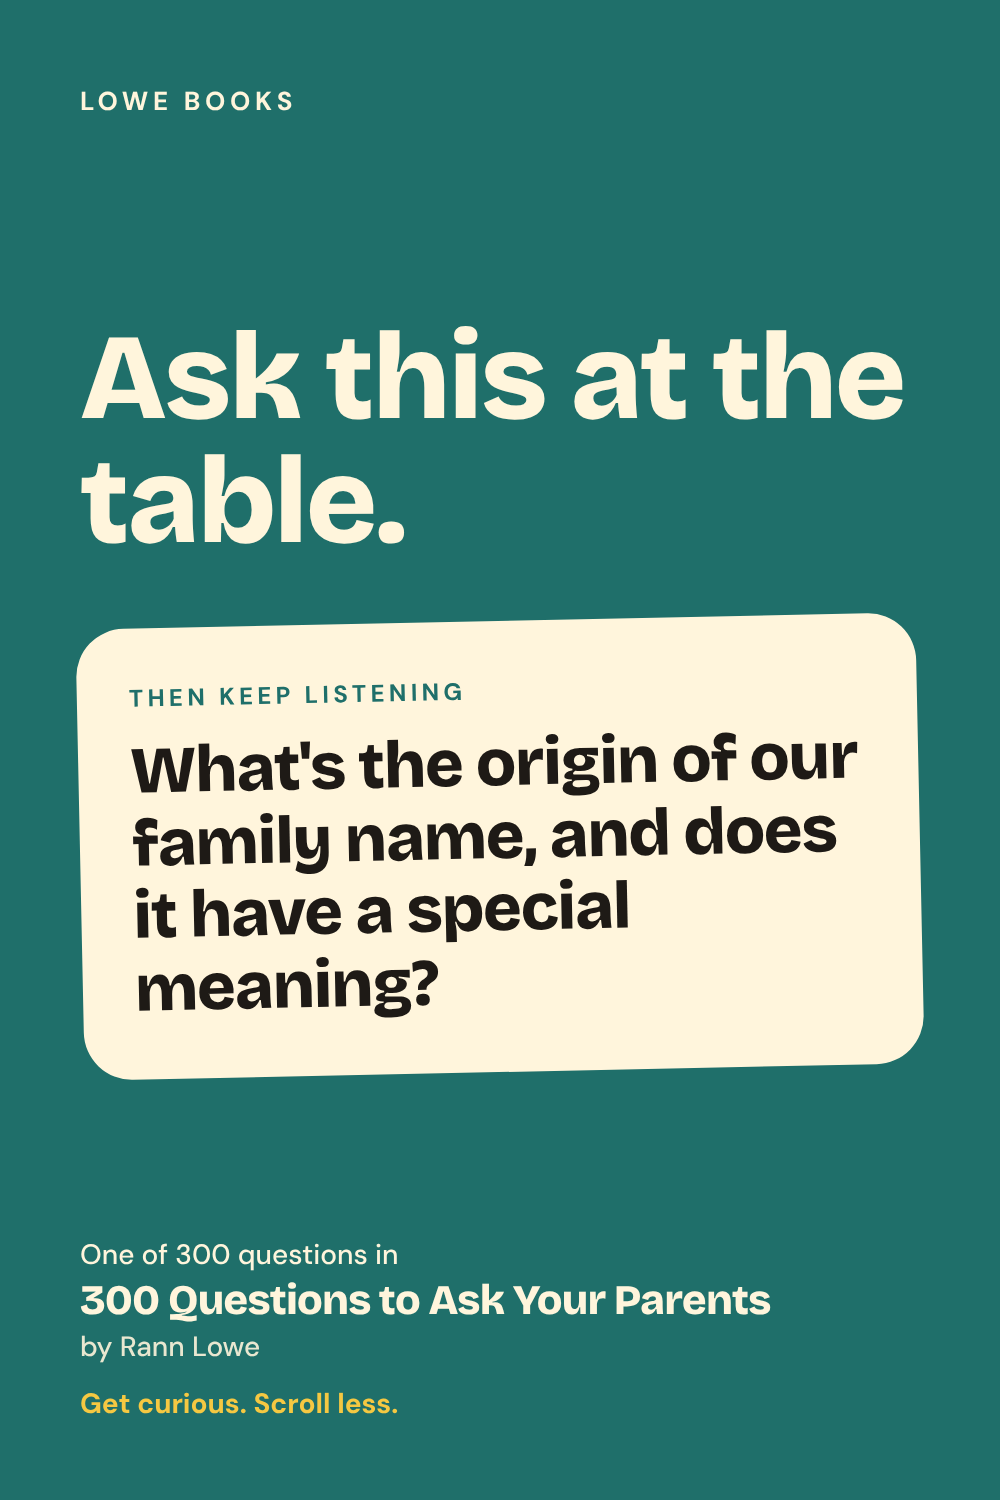 LOWE BOOKS
Ask this at the
table.
THEN KEEP LISTENING
What's the origin of our
family name, and does
it have a special
meaning?
One of 300 questions in
300 Questions to Ask Your Parents
by Rann Lowe
Get curious. Scroll less.